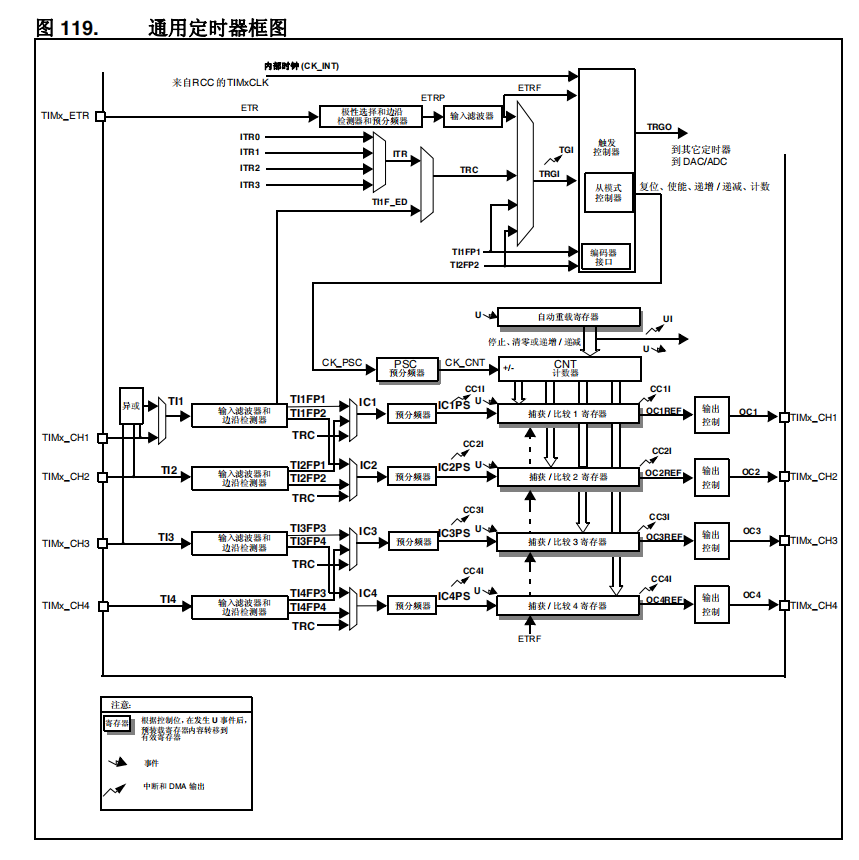 图 119. 通用定时器框图
内部时钟 (CK_INT)
来自RCC 的 TIMxCLK
ETRF
ETRP
TIMx_ETR
ETR
极性选择和边沿
检测器和预分频器
输入滤波器
触发
控制器
TRGO
到其它定时器
到 DAC/ADC
ITR0
ITR1
ITR2
ITR3
ITR
TRC
TI1F_ED
TGI
TRGI
从模式
控制器
复位、使能、递增 / 递减、计数
TI1FP1
TI2FP2
编码器
接口
U
自动重载寄存器
UI
停止、清零或递增 / 递减
U
CK_PSC
PSC
预分频器
CK_CNT
+/-
CNT
计数器
异或
TI1
输入滤波器和
边沿检测器
TI1FP1
TI1FP2
TRC
IC1
预分频器
CC1I
IC1PS
U
捕获 / 比较 1 寄存器
CC1I
OC1REF
输出
控制
OC1
TIMx_CH1
TIMx_CH1
TIMx_CH2
TI2
输入滤波器和
边沿检测器
TI2FP1
TI2FP2
TRC
IC2
预分频器
CC2I
IC2PS
U
捕获 / 比较 2 寄存器
CC2I
OC2REF
输出
控制
OC2
TIMx_CH2
TIMx_CH3
TI3
输入滤波器和
边沿检测器
TI3FP3
TI3FP4
TRC
IC3
预分频器
CC3I
IC3PS
U
捕获 / 比较 3 寄存器
CC3I
OC3REF
输出
控制
OC3
TIMx_CH3
TIMx_CH4
TI4
输入滤波器和
边沿检测器
TI4FP3
TI4FP4
TRC
IC4
预分频器
CC4I
IC4PS
U
捕获 / 比较 4 寄存器
CC4I
OC4REF
输出
控制
OC4
TIMx_CH4
ETRF
注意:
寄存器
根据控制位, 在发生 U 事件后,
预装载寄存器内容转移到
有效寄存器
事件
中断和 DMA 输出